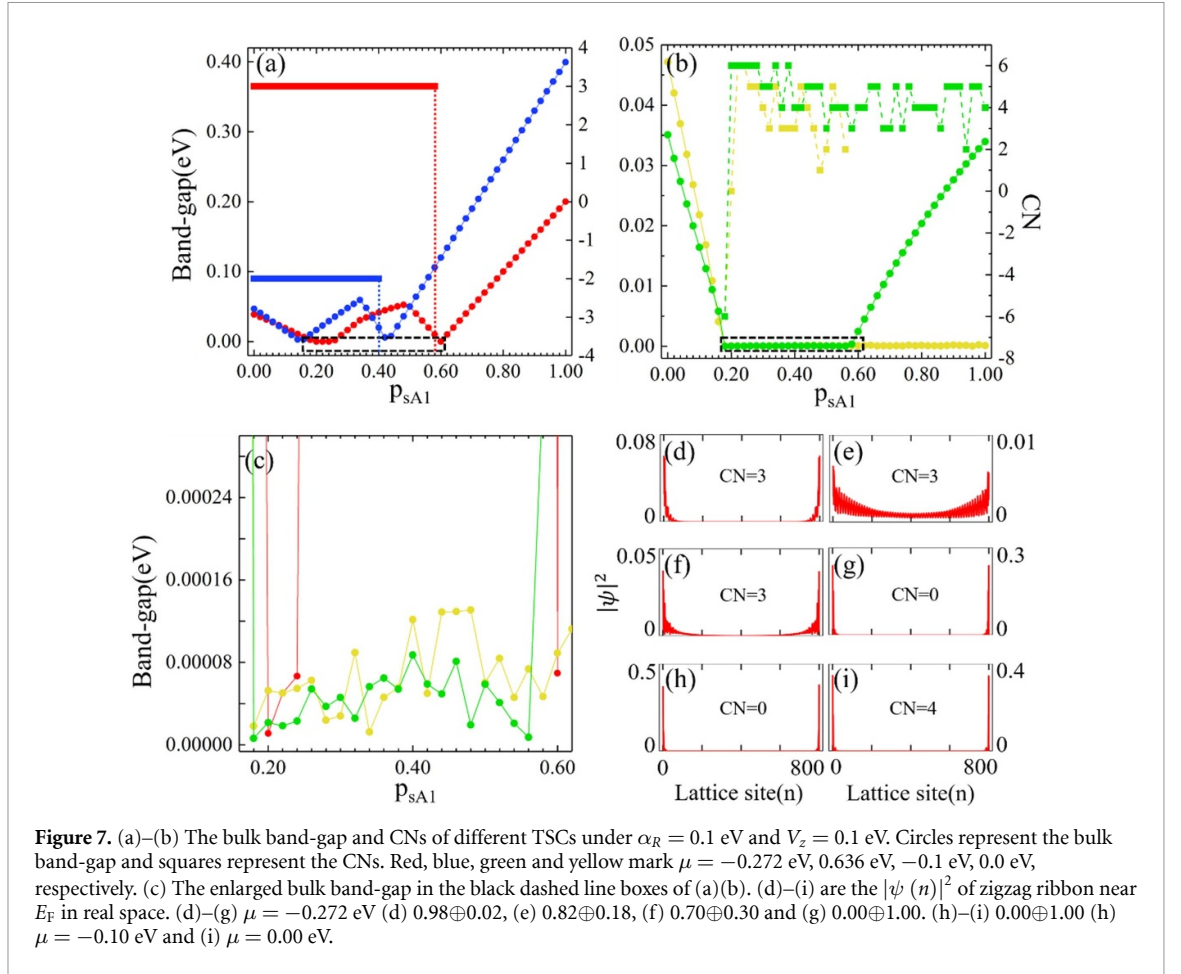 (a)
Band-gap(eV)
0.40
0.30
0.20
0.10
0.00
4
3
2
1
0
-1
-2
-3
-4
0.00 0.20 0.40 0.60 0.80 1.00
p_sA1
(b)
0.05
0.04
0.03
0.02
0.01
0.00
6
4
2
0
-2
-4
-6
-8
CN
0.00 0.20 0.40 0.60 0.80 1.00
p_sA1
(c)
Band-gap(eV)
0.00024
0.00016
0.00008
0.00000
0.20 0.40 0.60
p_sA1
0.08 (d) CN=3 0
(e) CN=3 0.01 0
0.05 (f) CN=3 0
(g) CN=0 0.3 0
0.5 (h) CN=0 0
(i) CN=4 0.4 0
|ψ|²
0 800 0 800
Lattice site(n) Lattice site(n)
Figure 7. (a)–(b) The bulk band-gap and CNs of different TSCs under α_R = 0.1 eV and V_z = 0.1 eV. Circles represent the bulk
band-gap and squares represent the CNs. Red, blue, green and yellow mark μ = −0.272 eV, 0.636 eV, −0.1 eV, 0.0 eV,
respectively. (c) The enlarged bulk band-gap in the black dashed line boxes of (a)(b). (d)–(i) are the |ψ (n)|² of zigzag ribbon near
E_F in real space. (d)–(g) μ = −0.272 eV (d) 0.98⊕0.02, (e) 0.82⊕0.18, (f) 0.70⊕0.30 and (g) 0.00⊕1.00. (h)–(i) 0.00⊕1.00 (h)
μ = −0.10 eV and (i) μ = 0.00 eV.